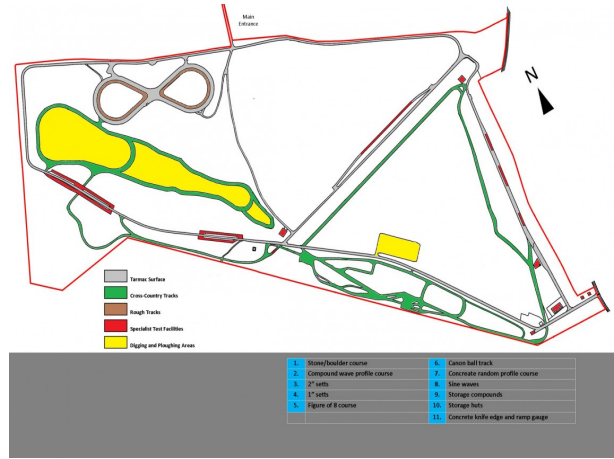 Main
Entrance
N
Tarmas Surface
Cross-Country Tracks
Rough Tracks
Specialist Test Facilities
Digging and Ploughing Areas
1. Stone/boulder course 6. Canon ball track
2. Compound wave profile course 7. Concreate random profile course
3. 2" setts 8. Sine waves
4. 1" setts 9. Storage compounds
5. Figure of 8 course 10. Storage huts
11. Concrete knife edge and ramp gauge